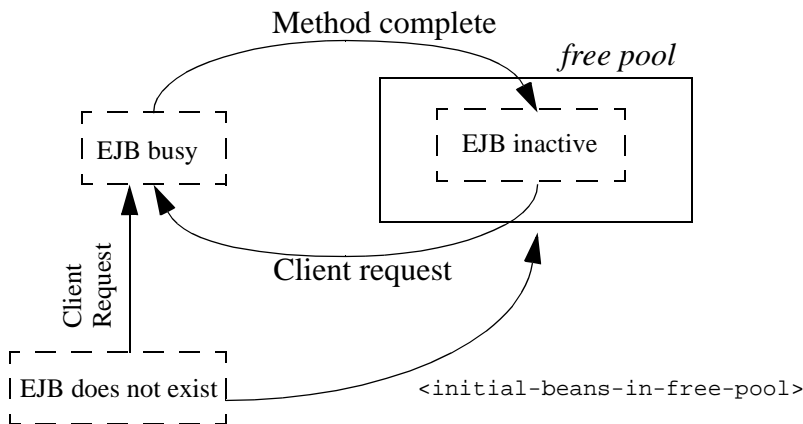 Method complete
free pool
EJB busy
EJB inactive
Client request
Client
Request
EJB does not exist
<initial-beans-in-free-pool>